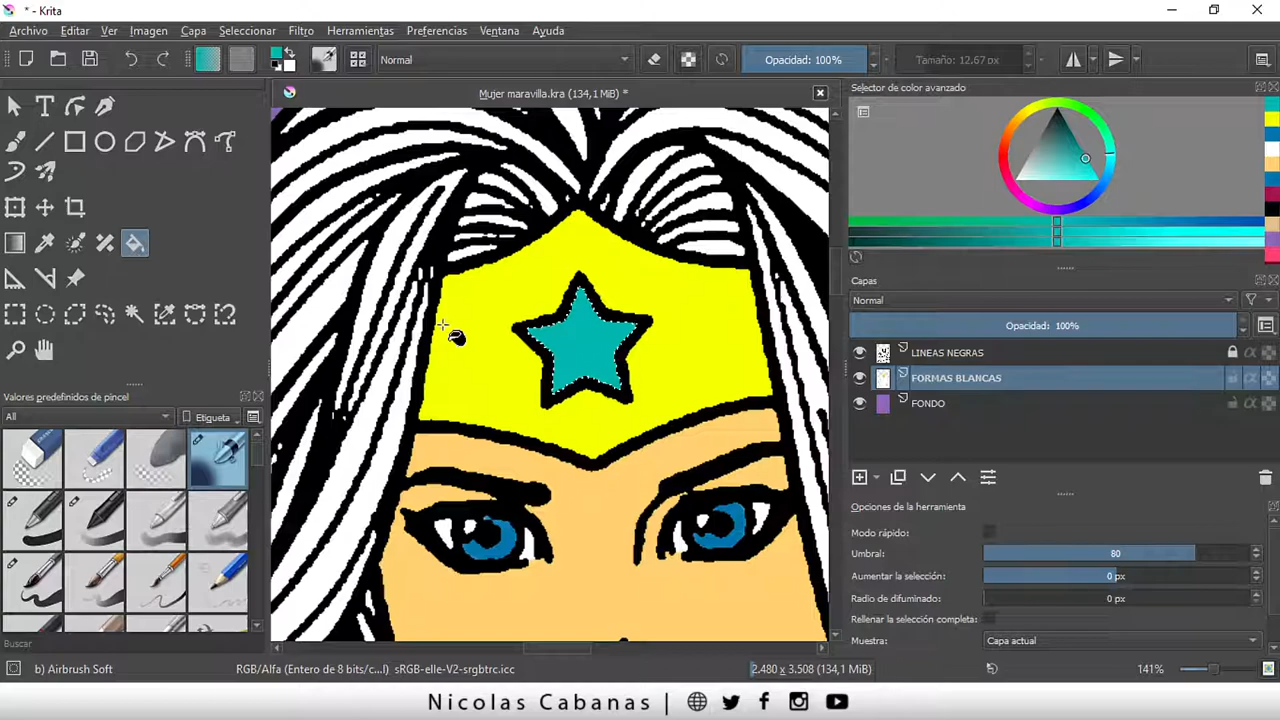 * - Krita
Archivo Editar Ver Imagen Capa Seleccionar Filtro Herramientas Preferencias Ventana Ayuda
Normal Opacidad: 100% Tamaño: 12.67 px
Mujer maravilla.kra (134,1 MiB) *
Selector de color avanzado
Capas
Normal
Opacidad: 100%
LINEAS NEGRAS
FORMAS BLANCAS
FONDO
Valores predefinidos de pincel
All Etiqueta
Buscar
Opciones de la herramienta
Modo rápido:
Umbral: 80
Aumentar la selección: 0 px
Radio de difuminado: 0 px
Rellenar la selección completa:
Muestra: Capa actual
b) Airbrush Soft RGB/Alfa (Entero de 8 bits/c...l) sRGB-elle-V2-srgbtrc.icc 2.480 x 3.508 (134,1 MiB) 141%
Nicolas Cabanas |